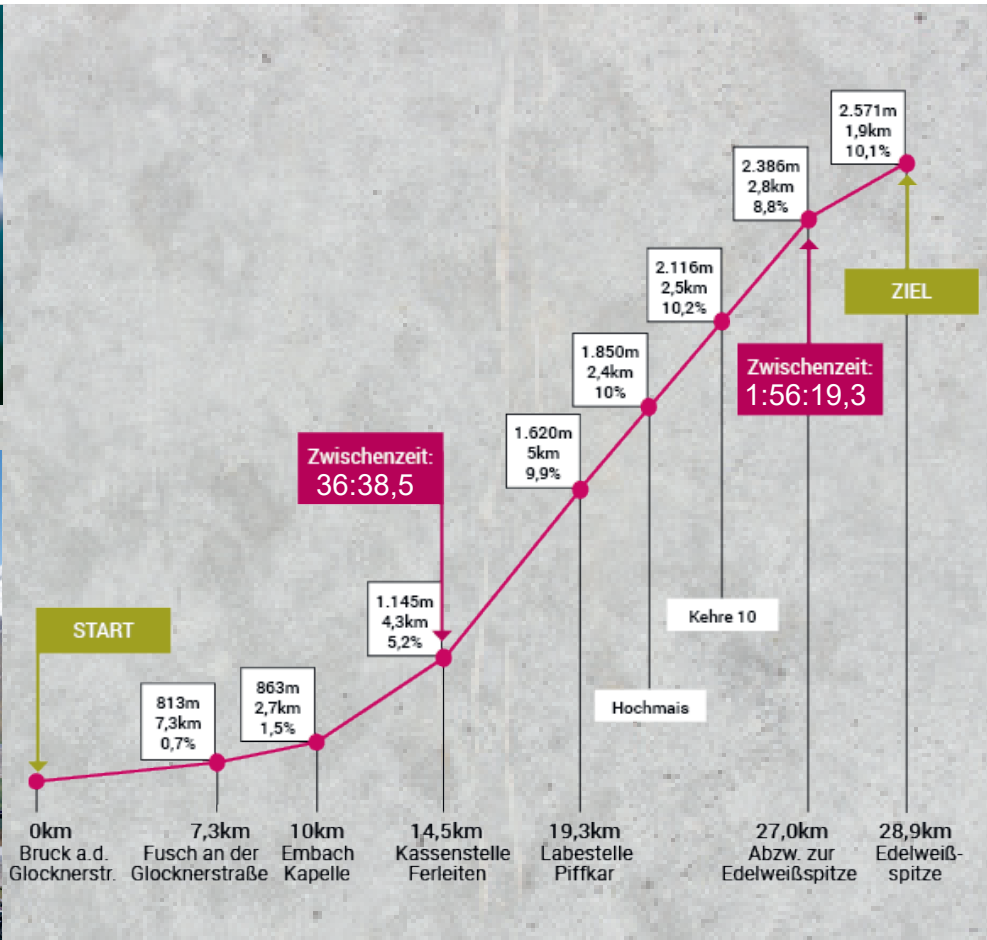 2.571m
1,9km
10,1%
2.386m
2,8km
8,8%
ZIEL
2.116m
2,5km
10,2%
1.850m
2,4km
10%
Zwischenzeit:
1:56:19,3
1.620m
5km
9,9%
Zwischenzeit:
36:38,5
1.145m
4,3km
5,2%
Kehre 10
START
813m
7,3km
0,7%
863m
2,7km
1,5%
Hochmais
0km
Bruck a.d.
Glocknerstr.
7,3km
Fusch an der
Glocknerstraße
10km
Embach
Kapelle
14,5km
Kassenstelle
Ferleiten
19,3km
Labestelle
Piffkar
27,0km
Abzw. zur
Edelweißspitze
28,9km
Edelweiß-
spitze